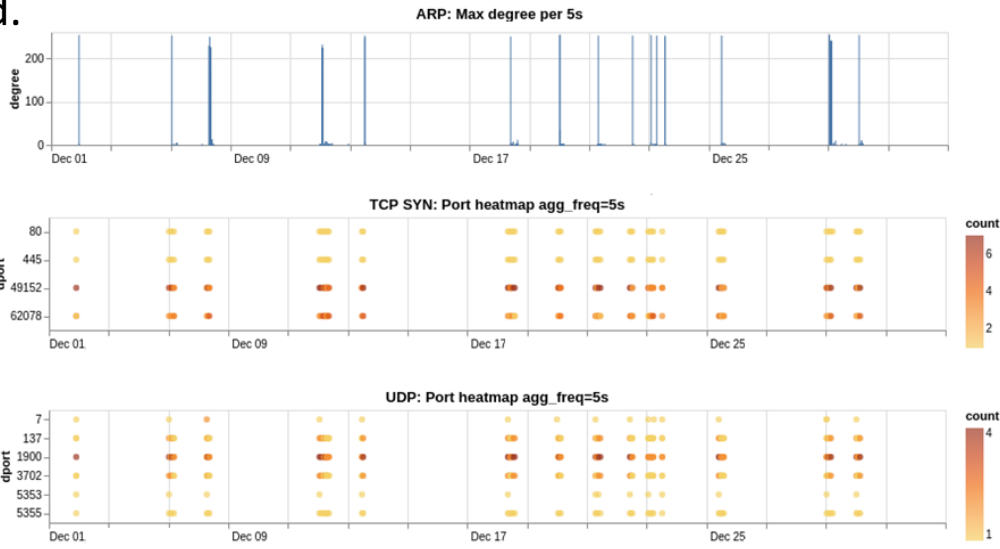 d.
ARP: Max degree per 5s
degree
200
100
0
Dec 01
Dec 09
Dec 17
Dec 25
TCP SYN: Port heatmap agg_freq=5s
dport
80
445
49152
62078
Dec 01
Dec 09
Dec 17
Dec 25
count
6
4
2
UDP: Port heatmap agg_freq=5s
dport
7
137
1900
3702
5353
5355
Dec 01
Dec 09
Dec 17
Dec 25
count
4
1